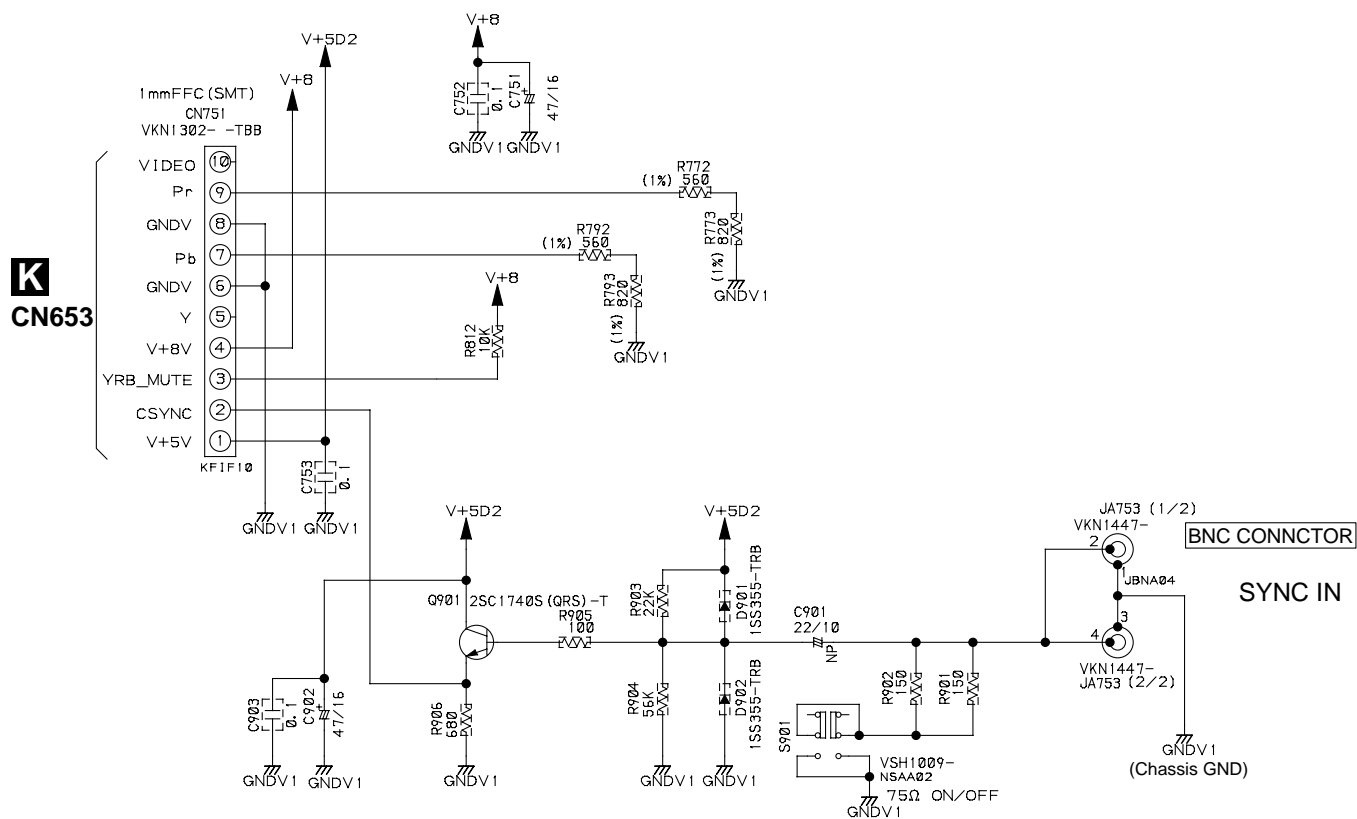 V+8
V+5D2
V+8
1mmFFC(SMT)
CN751
VKN1302- -TBB
C752
0.1
C751
+
47/16
GNDV1
GNDV1
VIDEO
10
Pr
9
GNDV
8
Pb
7
GNDV
6
Y
5
V+8V
4
YRB_MUTE
3
CSYNC
2
V+5V
1
KFIF10
K
CN653
(1%)
R772
560
R773
820
(1%)
GNDV1
(1%)
R792
560
R793
820
(1%)
GNDV1
V+8
R812
10K
C753
0.1
GNDV1
GNDV1
V+5D2
V+5D2
Q901
2SC1740S(QRS)-T
R905
100
R903
22K
D901
1SS355-TRB
C901
22/10
NP
R904
56K
D902
1SS355-TRB
R902
150
R901
150
JA753 (1/2)
VKN1447-
2
1
JBNA04
3
4
VKN1447-
JA753 (2/2)
BNC CONNCTOR
SYNC IN
C903
0.1
C902
+
47/16
R906
680
GNDV1
GNDV1
GNDV1
GNDV1
GNDV1
S901
VSH1009-
NSAA02
75Ω ON/OFF
GNDV1
GNDV1
(Chassis GND)